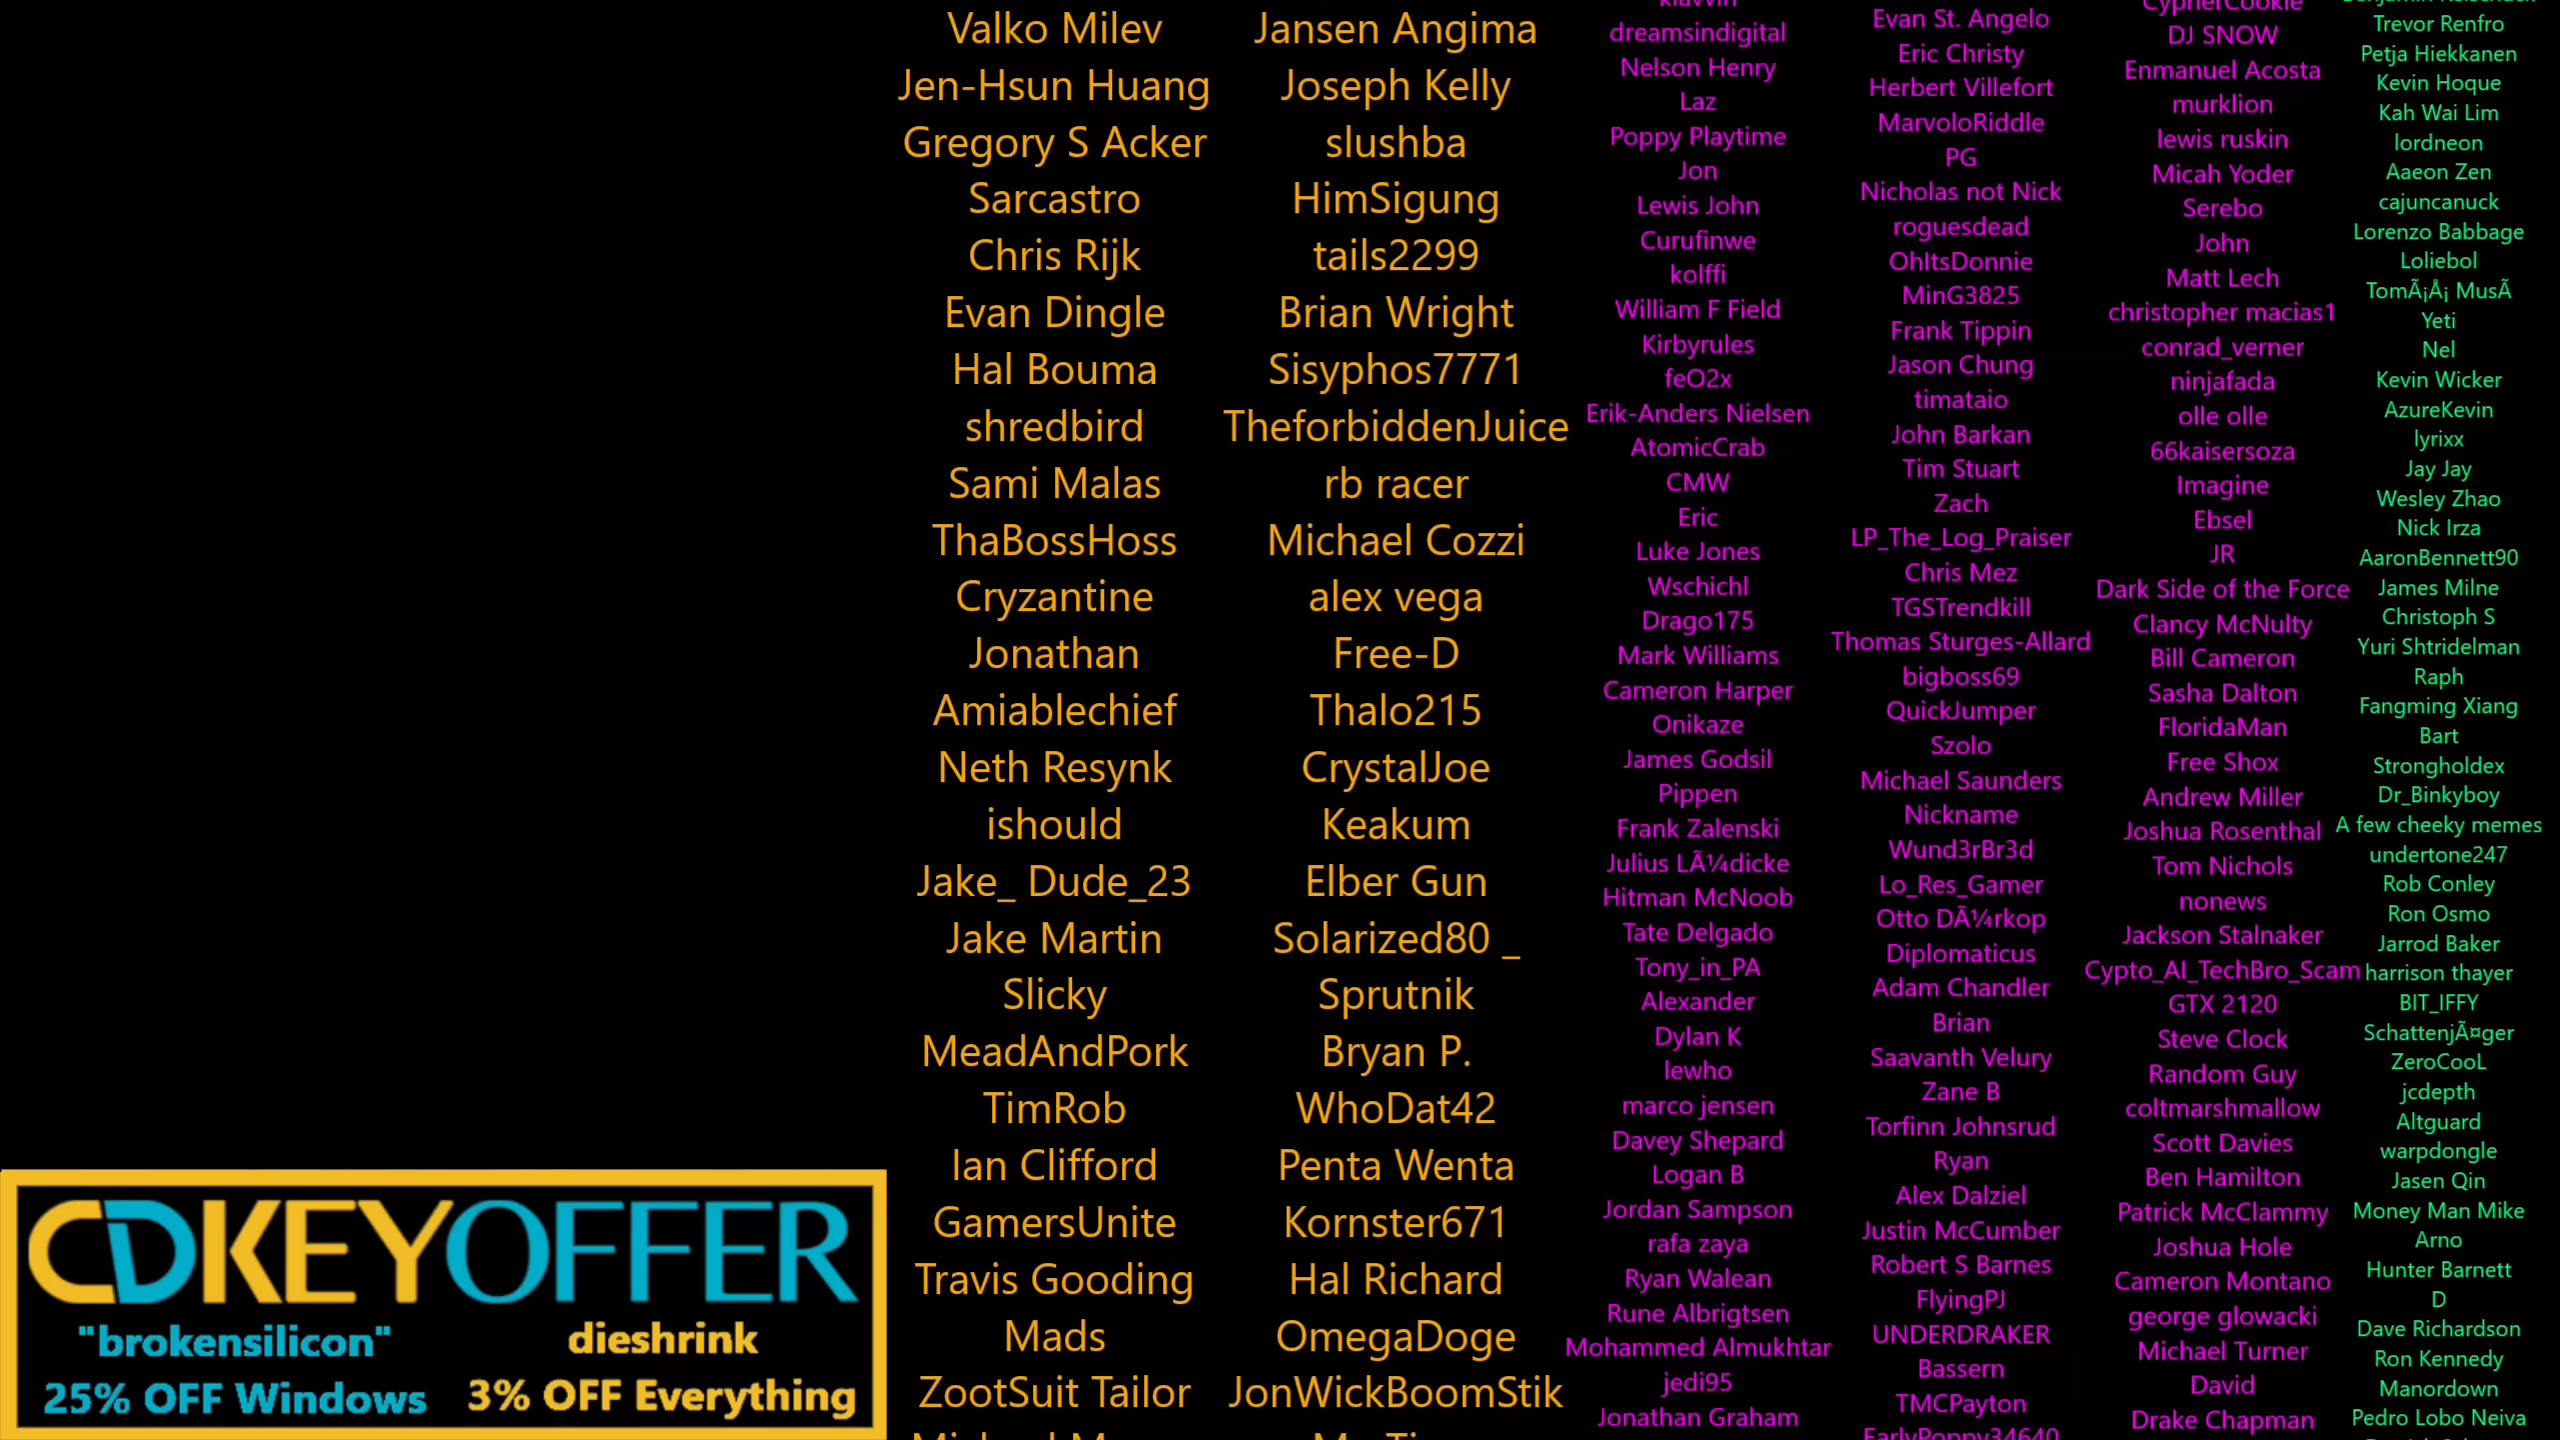 Valko Milev
Jen-Hsun Huang
Gregory S Acker
Sarcastro
Chris Rijk
Evan Dingle
Hal Bouma
shredbird
Sami Malas
ThaBossHoss
Cryzantine
Jonathan
Amiablechief
Neth Resynk
ishould
Jake_ Dude_23
Jake Martin
Slicky
MeadAndPork
TimRob
Ian Clifford
GamersUnite
Travis Gooding
Mads
ZootSuit Tailor
Jansen Angima
Joseph Kelly
slushba
HimSigung
tails2299
Brian Wright
Sisyphos7771
TheforbiddenJuice
rb racer
Michael Cozzi
alex vega
Free-D
Thalo215
CrystalJoe
Keakum
Elber Gun
Solarized80 _
Sprutnik
Bryan P.
WhoDat42
Penta Wenta
Kornster671
Hal Richard
OmegaDoge
JonWickBoomStik
dreamsindigital
Nelson Henry
Laz
Poppy Playtime
Jon
Lewis John
Curufinwe
kolffi
William F Field
Kirbyrules
feO2x
Erik-Anders Nielsen
AtomicCrab
CMW
Eric
Luke Jones
Wschichl
Drago175
Mark Williams
Cameron Harper
Onikaze
James Godsil
Pippen
Frank Zalenski
Julius LÃ¼dicke
Hitman McNoob
Tate Delgado
Tony_in_PA
Alexander
Dylan K
lewho
marco jensen
Davey Shepard
Logan B
Jordan Sampson
rafa zaya
Ryan Walean
Rune Albrigtsen
Mohammed Almukhtar
jedi95
Jonathan Graham
Evan St. Angelo
Eric Christy
Herbert Villefort
MarvoloRiddle
PG
Nicholas not Nick
roguesdead
OhItsDonnie
MinG3825
Frank Tippin
Jason Chung
timataio
John Barkan
Tim Stuart
Zach
LP_The_Log_Praiser
Chris Mez
TGSTrendkill
Thomas Sturges-Allard
bigboss69
QuickJumper
Szolo
Michael Saunders
Nickname
Wund3rBr3d
Lo_Res_Gamer
Otto DÃ¼rkop
Diplomaticus
Adam Chandler
Brian
Saavanth Velury
Zane B
Torfinn Johnsrud
Ryan
Alex Dalziel
Justin McCumber
Robert S Barnes
FlyingPJ
UNDERDRAKER
Bassern
TMCPayton
EarlyPoppy34640
CypherCookie
DJ SNOW
Enmanuel Acosta
murklion
lewis ruskin
Micah Yoder
Serebo
John
Matt Lech
christopher macias1
conrad_verner
ninjafada
olle olle
66kaisersoza
Imagine
Ebsel
JR
Dark Side of the Force
Clancy McNulty
Bill Cameron
Sasha Dalton
FloridaMan
Free Shox
Andrew Miller
Joshua Rosenthal
Tom Nichols
nonews
Jackson Stalnaker
Cypto_AI_TechBro_Scam
GTX 2120
Steve Clock
Random Guy
coltmarshmallow
Scott Davies
Ben Hamilton
Patrick McClammy
Joshua Hole
Cameron Montano
george glowacki
Michael Turner
David
Drake Chapman
Trevor Renfro
Petja Hiekkanen
Kevin Hoque
Kah Wai Lim
lordneon
Aaeon Zen
cajuncanuck
Lorenzo Babbage
Loliebol
TomÃ¡Å¡ MusÃ
Yeti
Nel
Kevin Wicker
AzureKevin
lyrixx
Jay Jay
Wesley Zhao
Nick Irza
AaronBennett90
James Milne
Christoph S
Yuri Shtridelman
Raph
Fangming Xiang
Bart
Strongholdex
Dr_Binkyboy
A few cheeky memes
undertone247
Rob Conley
Ron Osmo
Jarrod Baker
harrison thayer
BIT_IFFY
SchattenjÃ¤ger
ZeroCooL
jcdepth
Altguard
warpdongle
Jasen Qin
Money Man Mike
Arno
Hunter Barnett
D
Dave Richardson
Ron Kennedy
Manordown
Pedro Lobo Neiva
CDKEYOFFER
"brokensilicon"
25% OFF Windows
dieshrink
3% OFF Everything